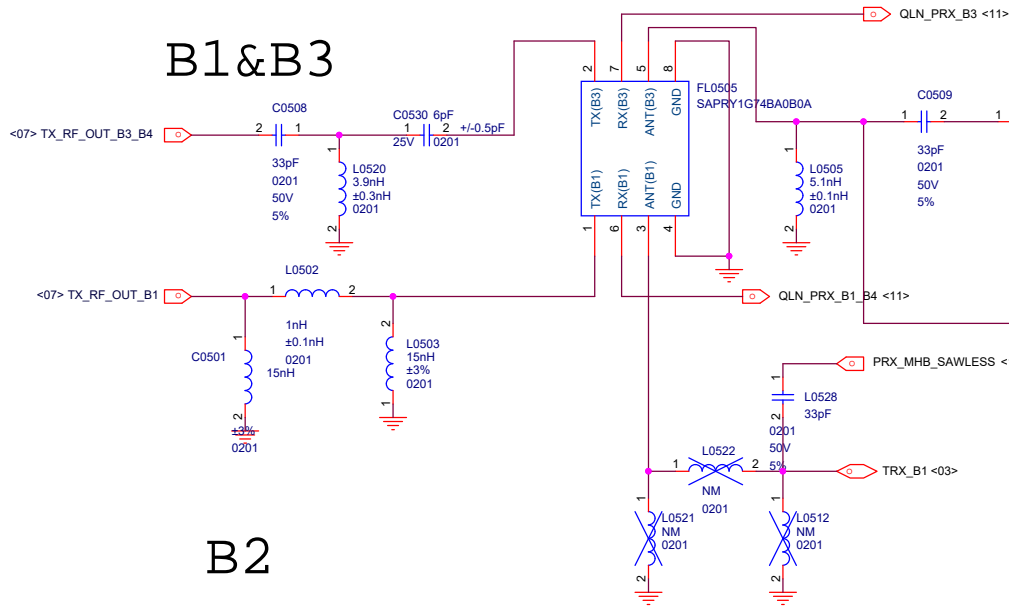 B1&B3
QLN_PRX_B3 <11>
2
7
5
8
FL0505
SAPRY1G74BA0B0A
TX(B3)
RX(B3)
ANT(B3)
GND
TX(B1)
RX(B1)
ANT(B1)
GND
1
6
3
4
<07> TX_RF_OUT_B3_B4
C0508
2
1
33pF
0201
50V
5%
C0530 6pF
1
2
+/-0.5pF
25V
0201
1
L0520
3.9nH
±0.3nH
0201
2
1
L0505
5.1nH
±0.1nH
0201
2
C0509
1
2
1
33pF
0201
50V
5%
<07> TX_RF_OUT_B1
L0502
1
2
1nH
±0.1nH
0201
C0501
1
15nH
2
±3%
0201
2
L0503
15nH
±3%
0201
1
QLN_PRX_B1_B4 <11>
PRX_MHB_SAWLESS <
1
L0528
33pF
2
0201
50V
5%
L0522
1
2
NM
0201
TRX_B1 <03>
1
L0521
NM
0201
2
1
L0512
NM
0201
2
B2